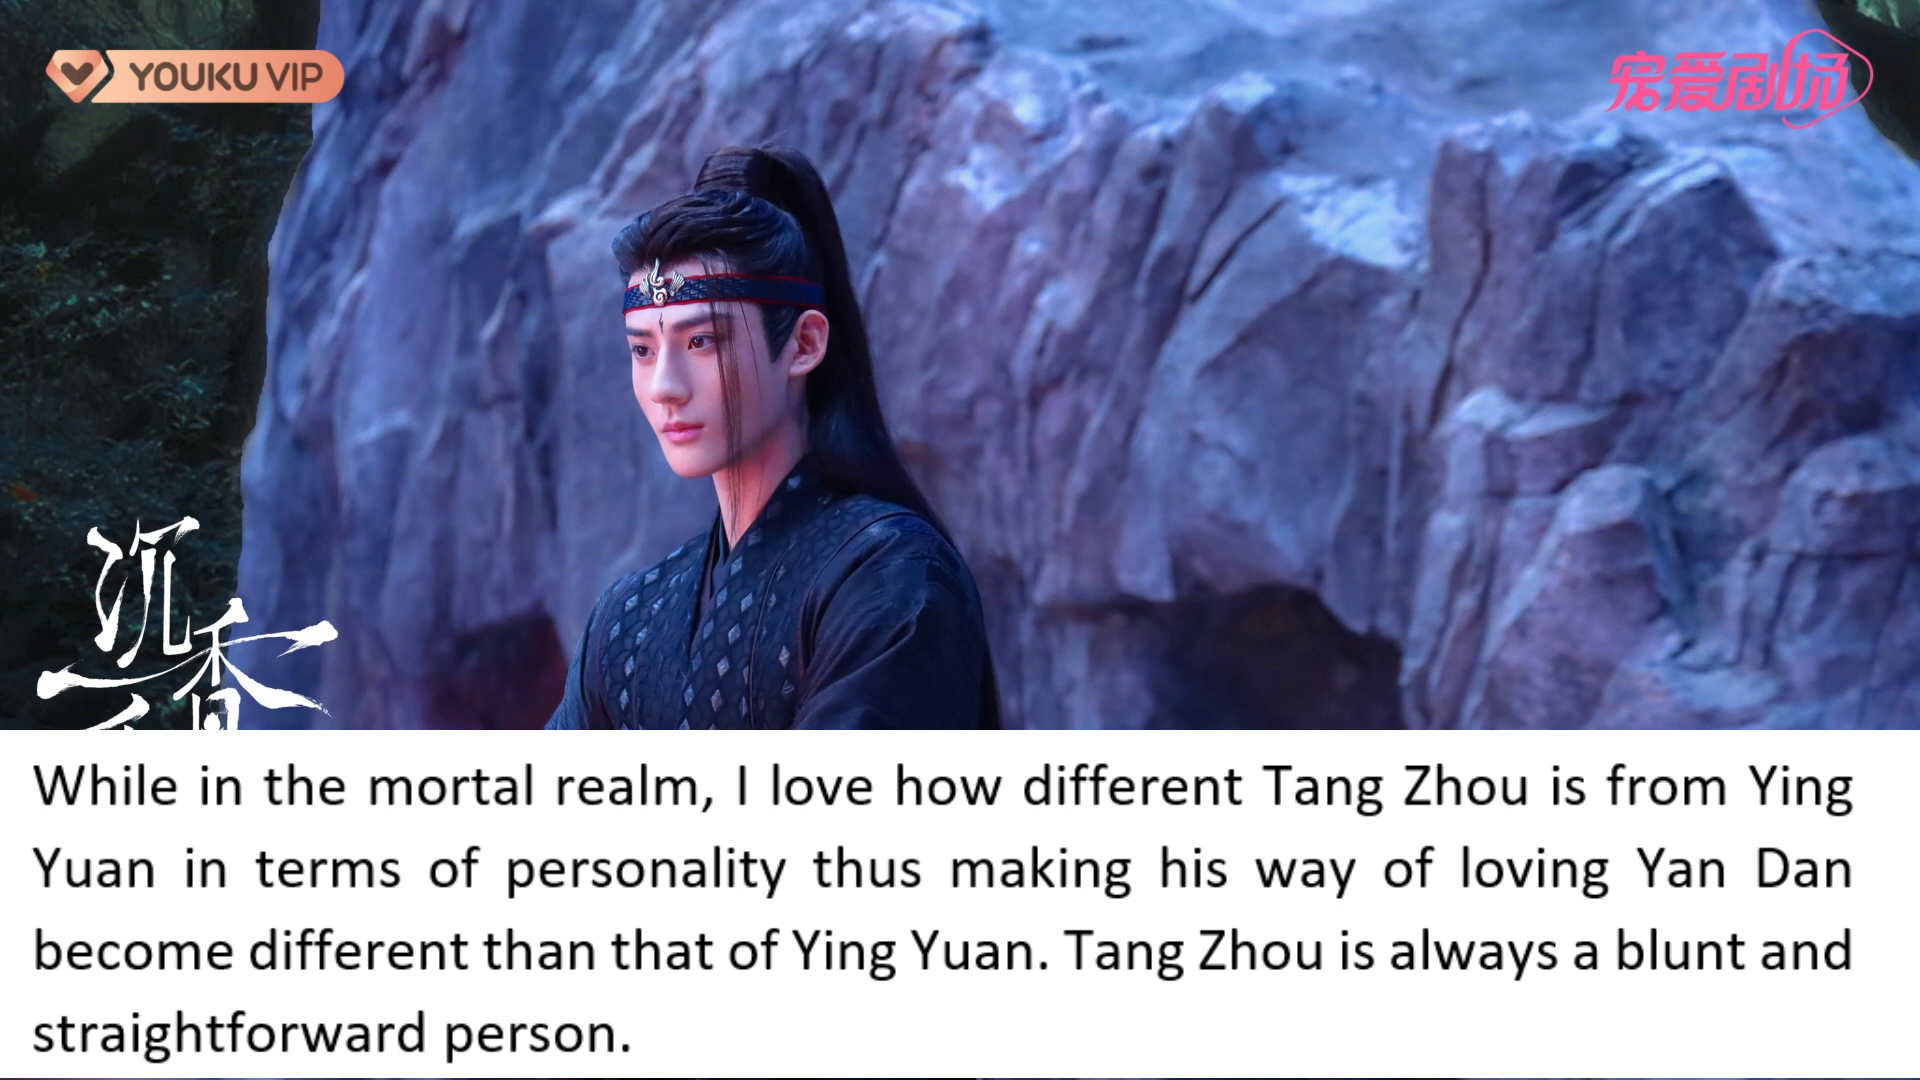 YOUKU VIP
宠爱剧场
沉
香
While in the mortal realm, I love how different Tang Zhou is from Ying
Yuan in terms of personality thus making his way of loving Yan Dan
become different than that of Ying Yuan. Tang Zhou is always a blunt and
straightforward person.